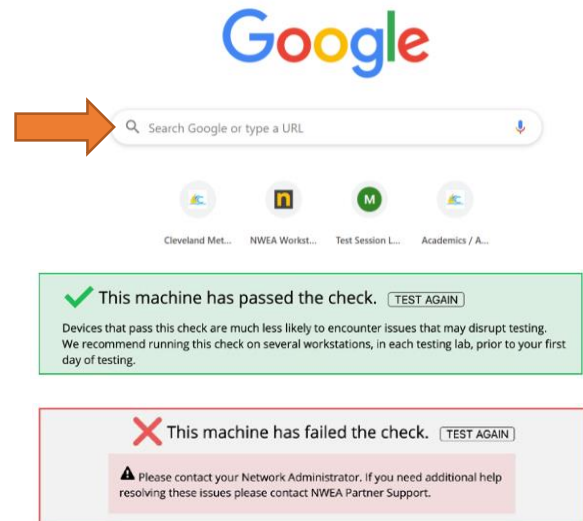 Google
Search Google or type a URL
n
M
Cleveland Met...
NWEA Workst...
Test Session L...
Academics / A...
This machine has passed the check. TEST AGAIN
Devices that pass this check are much less likely to encounter issues that may disrupt testing.
We recommend running this check on several workstations, in each testing lab, prior to your first
day of testing.
This machine has failed the check. TEST AGAIN
Please contact your Network Administrator. If you need additional help
resolving these issues please contact NWEA Partner Support.